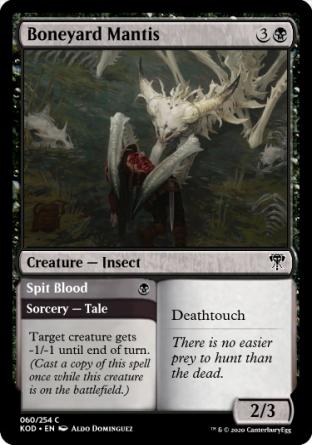 Boneyard Mantis 3
Creature — Insect
Spit Blood
Sorcery — Tale
Target creature gets
-1/-1 until end of turn.
(Cast a copy of this spell
once while this creature
is on the battlefield.)
Deathtouch
There is no easier
prey to hunt than
the dead.
2/3
060/254 C
KOD • EN Aldo Dominguez
™ & © 2020 CanterburyEgg